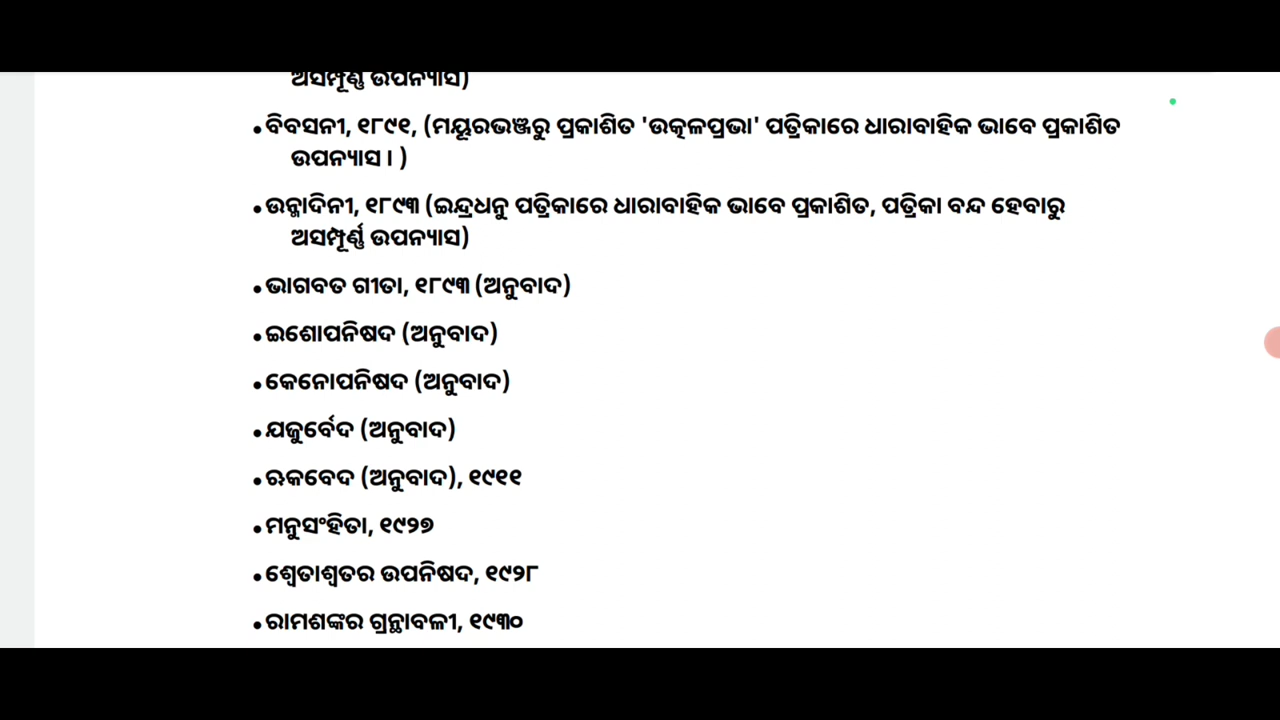 ଅସମ୍ପୂର୍ଣ୍ଣ ଉପନ୍ୟାସ)
•ବିବସନୀ, ୧୮୯୧, (ମୟୂରଭଞ୍ଜରୁ ପ୍ରକାଶିତ 'ଉତ୍କଳପ୍ରଭା' ପତ୍ରିକାରେ ଧାରାବାହିକ ଭାବେ ପ୍ରକାଶିତ
ଉପନ୍ୟାସ । )
•ଉନ୍ମାଦିନୀ, ୧୮୯୩ (ଇନ୍ଦ୍ରଧନୁ ପତ୍ରିକାରେ ଧାରାବାହିକ ଭାବେ ପ୍ରକାଶିତ, ପତ୍ରିକା ବନ୍ଦ ହେବାରୁ
ଅସମ୍ପୂର୍ଣ୍ଣ ଉପନ୍ୟାସ)
•ଭାଗବତ ଗୀତା, ୧୮୯୩ (ଅନୁବାଦ)
•ଇଶୋପନିଷଦ (ଅନୁବାଦ)
•କେନୋପନିଷଦ (ଅନୁବାଦ)
•ଯଜୁର୍ବେଦ (ଅନୁବାଦ)
•ଋକବେଦ (ଅନୁବାଦ), ୧୯୧୧
•ମନୁସଂହିତା, ୧୯୨୭
•ଶ୍ୱେତାଶ୍ୱତର ଉପନିଷଦ, ୧୯୨୮
•ରାମଶଙ୍କର ଗ୍ରନ୍ଥାବଳୀ, ୧୯୩୦